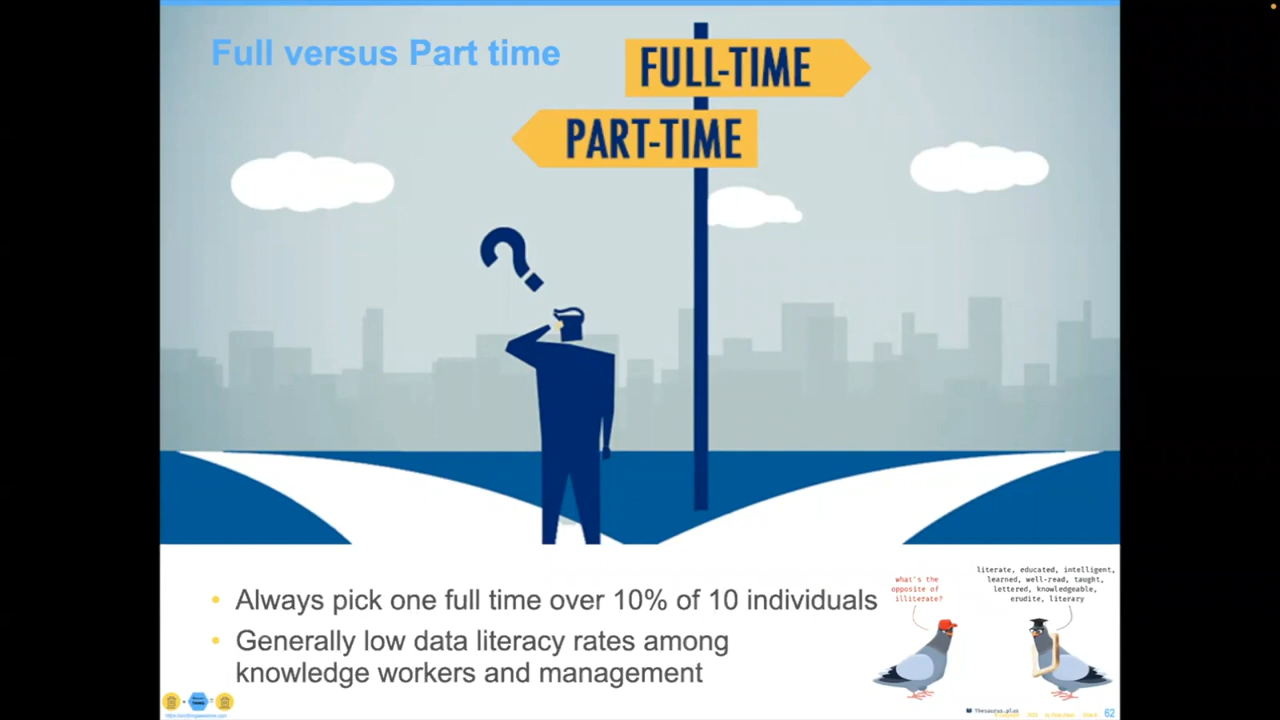 Full versus Part time
FULL-TIME
PART-TIME
?
• Always pick one full time over 10% of 10 individuals
• Generally low data literacy rates among
knowledge workers and management
what's the
opposite of
illiterate?
literate, educated, intelligent,
learned, well-read, taught,
lettered, knowledgeable,
erudite, literary
Thesaurus.plus
62